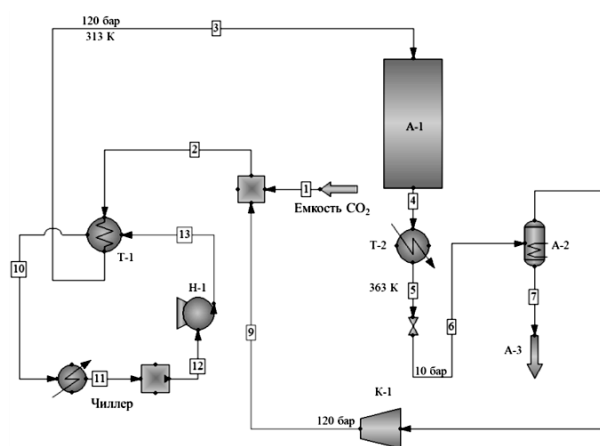 120 бар
3
313 K
А-1
2
1
Емкость CO₂
4
13
10
Т-1
Т-2
А-2
Н-1
363 K
5
7
9
6
12
11
А-3
Чиллер
10 бар
К-1
120 бар